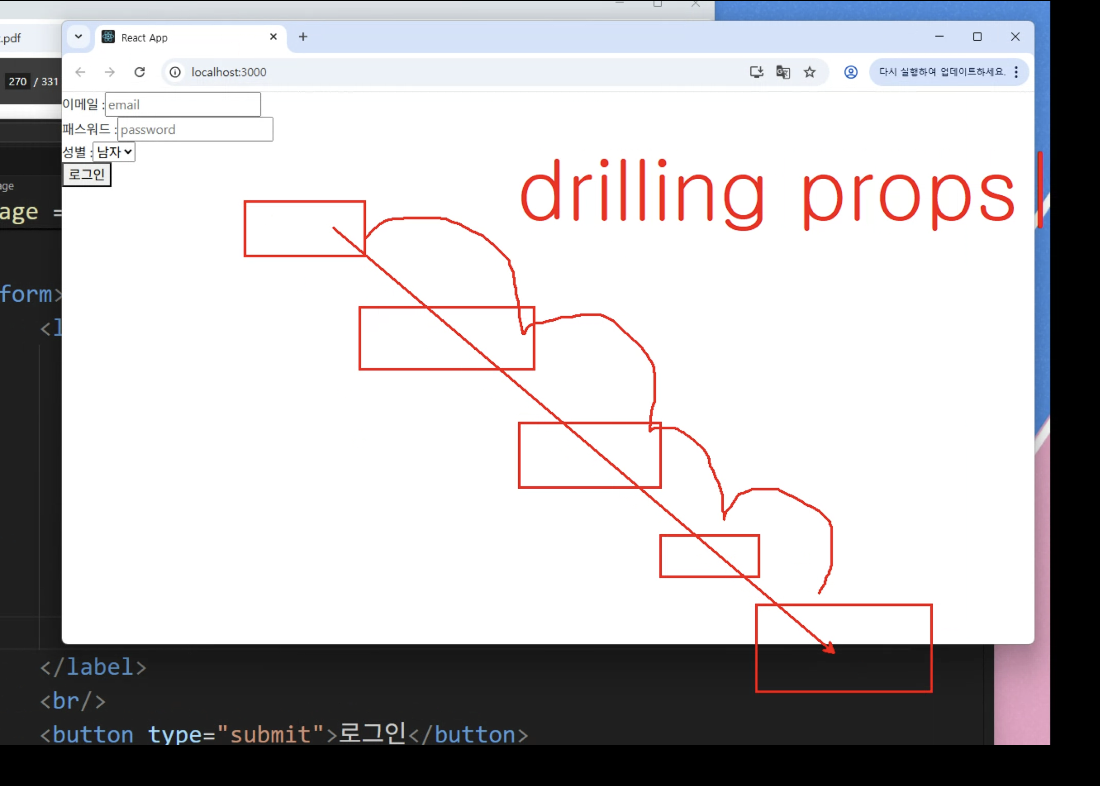 .pdf
React App
localhost:3000
다시 실행하여 업데이트하세요.
270 / 331
이메일 : email
패스워드 : password
성별 : 남자
로그인
drilling props
age
age =
form>
<l
</label>
<br/>
<button type="submit">로그인</button>